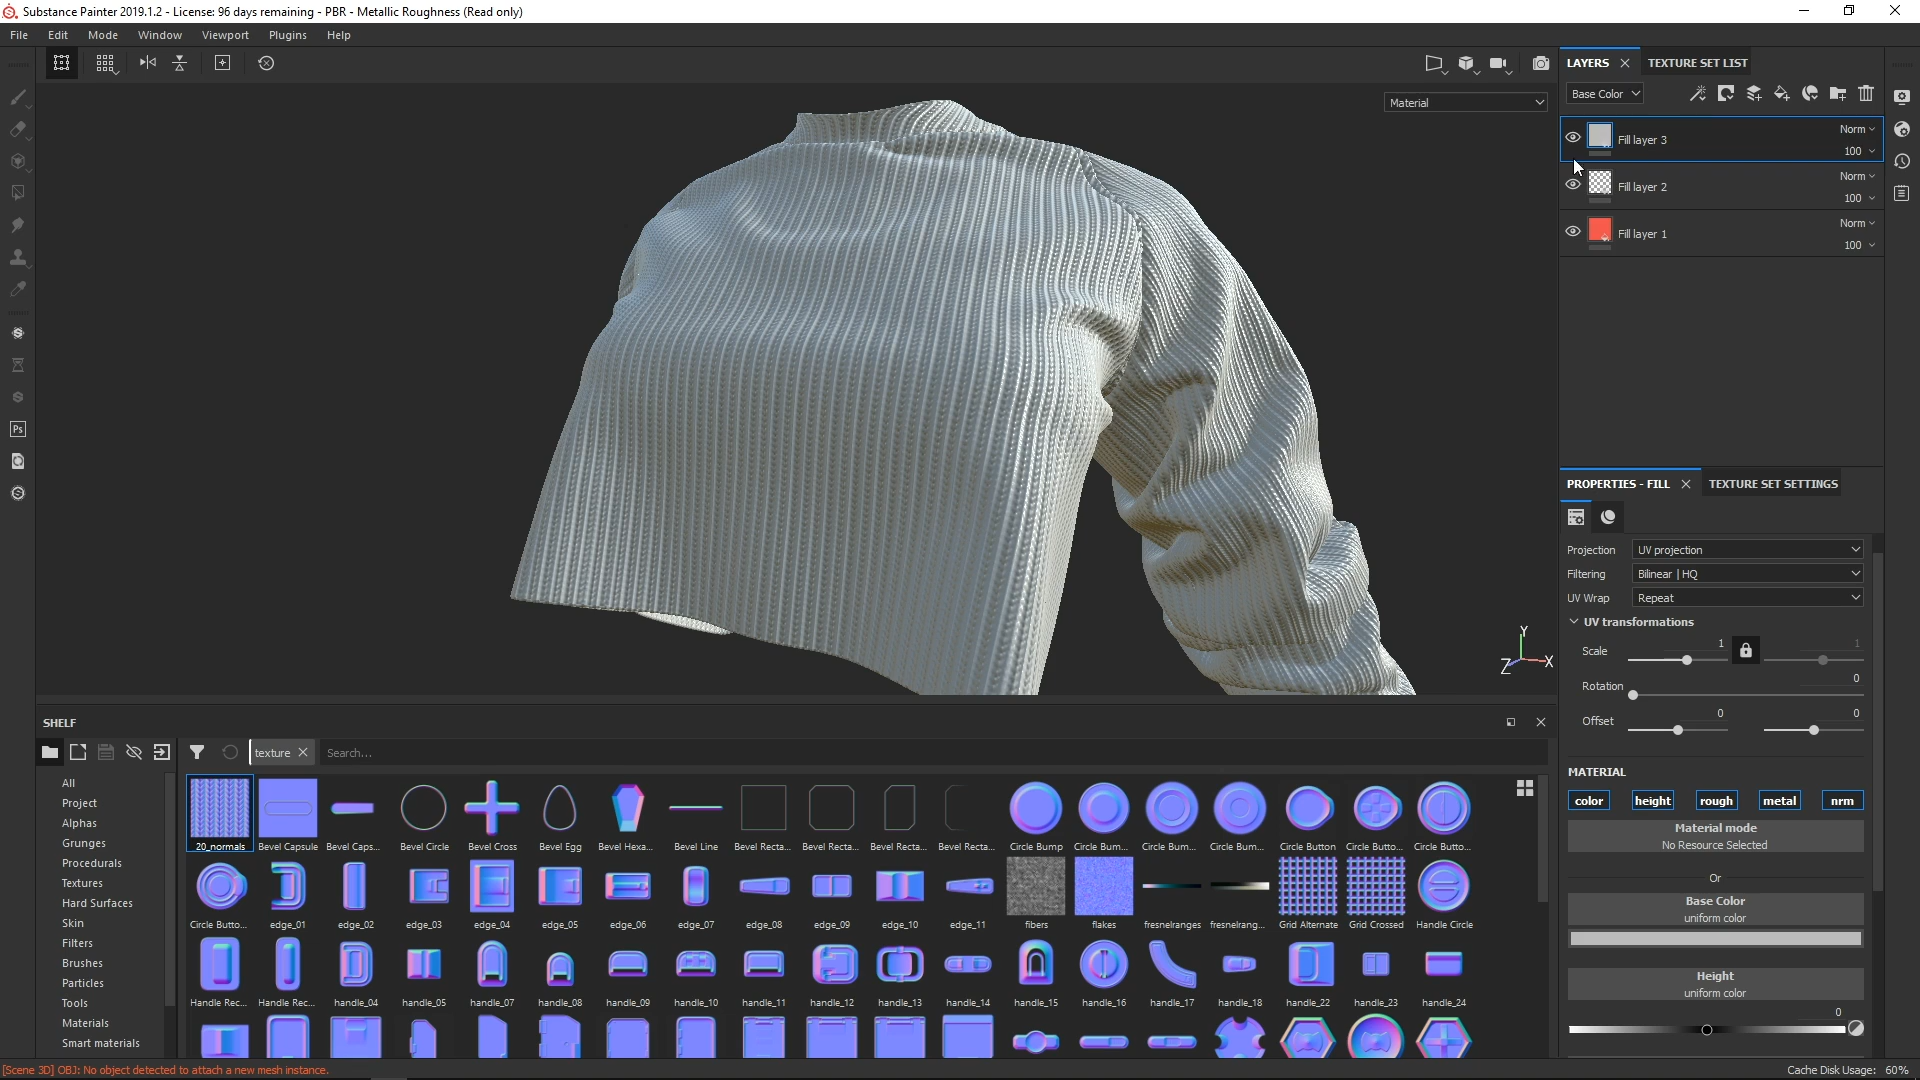 Substance Painter 2019.1.2 - License: 96 days remaining - PBR - Metallic Roughness (Read only)
File Edit Mode Window Viewport Plugins Help
Material
LAYERS TEXTURE SET LIST
Base Color
Fill layer 3 Norm 100
Fill layer 2 Norm 100
Fill layer 1 Norm 100
PROPERTIES - FILL TEXTURE SET SETTINGS
Projection UV projection
Filtering Bilinear | HQ
UV Wrap Repeat
UV transformations
Scale 1 1
Rotation 0
Offset 0 0
MATERIAL
color height rough metal nrm
Material mode
No Resource Selected
Or
Base Color
uniform color
Height
uniform color
0
Y
Z X
Ps
SHELF
texture Search...
All
Project
Alphas
Grunges
Procedurals
Textures
Hard Surfaces
Skin
Filters
Brushes
Particles
Tools
Materials
Smart materials
20_normals Bevel Capsule Bevel Caps... Bevel Circle Bevel Cross Bevel Egg Bevel Hexa... Bevel Line Bevel Recta... Bevel Recta... Bevel Recta... Bevel Recta... Circle Bump Circle Bum... Circle Bum... Circle Bum... Circle Button Circle Butto... Circle Butto...
Circle Butto... edge_01 edge_02 edge_03 edge_04 edge_05 edge_06 edge_07 edge_08 edge_09 edge_10 edge_11 fibers flakes fresnelranges fresnelrang... Grid Alternate Grid Crossed Handle Circle
Handle Rec... Handle Rec... handle_04 handle_05 handle_07 handle_08 handle_09 handle_10 handle_11 handle_12 handle_13 handle_14 handle_15 handle_16 handle_17 handle_18 handle_22 handle_23 handle_24
[Scene 3D] OBJ: No object detected to attach a new mesh instance.
Cache Disk Usage: 60%